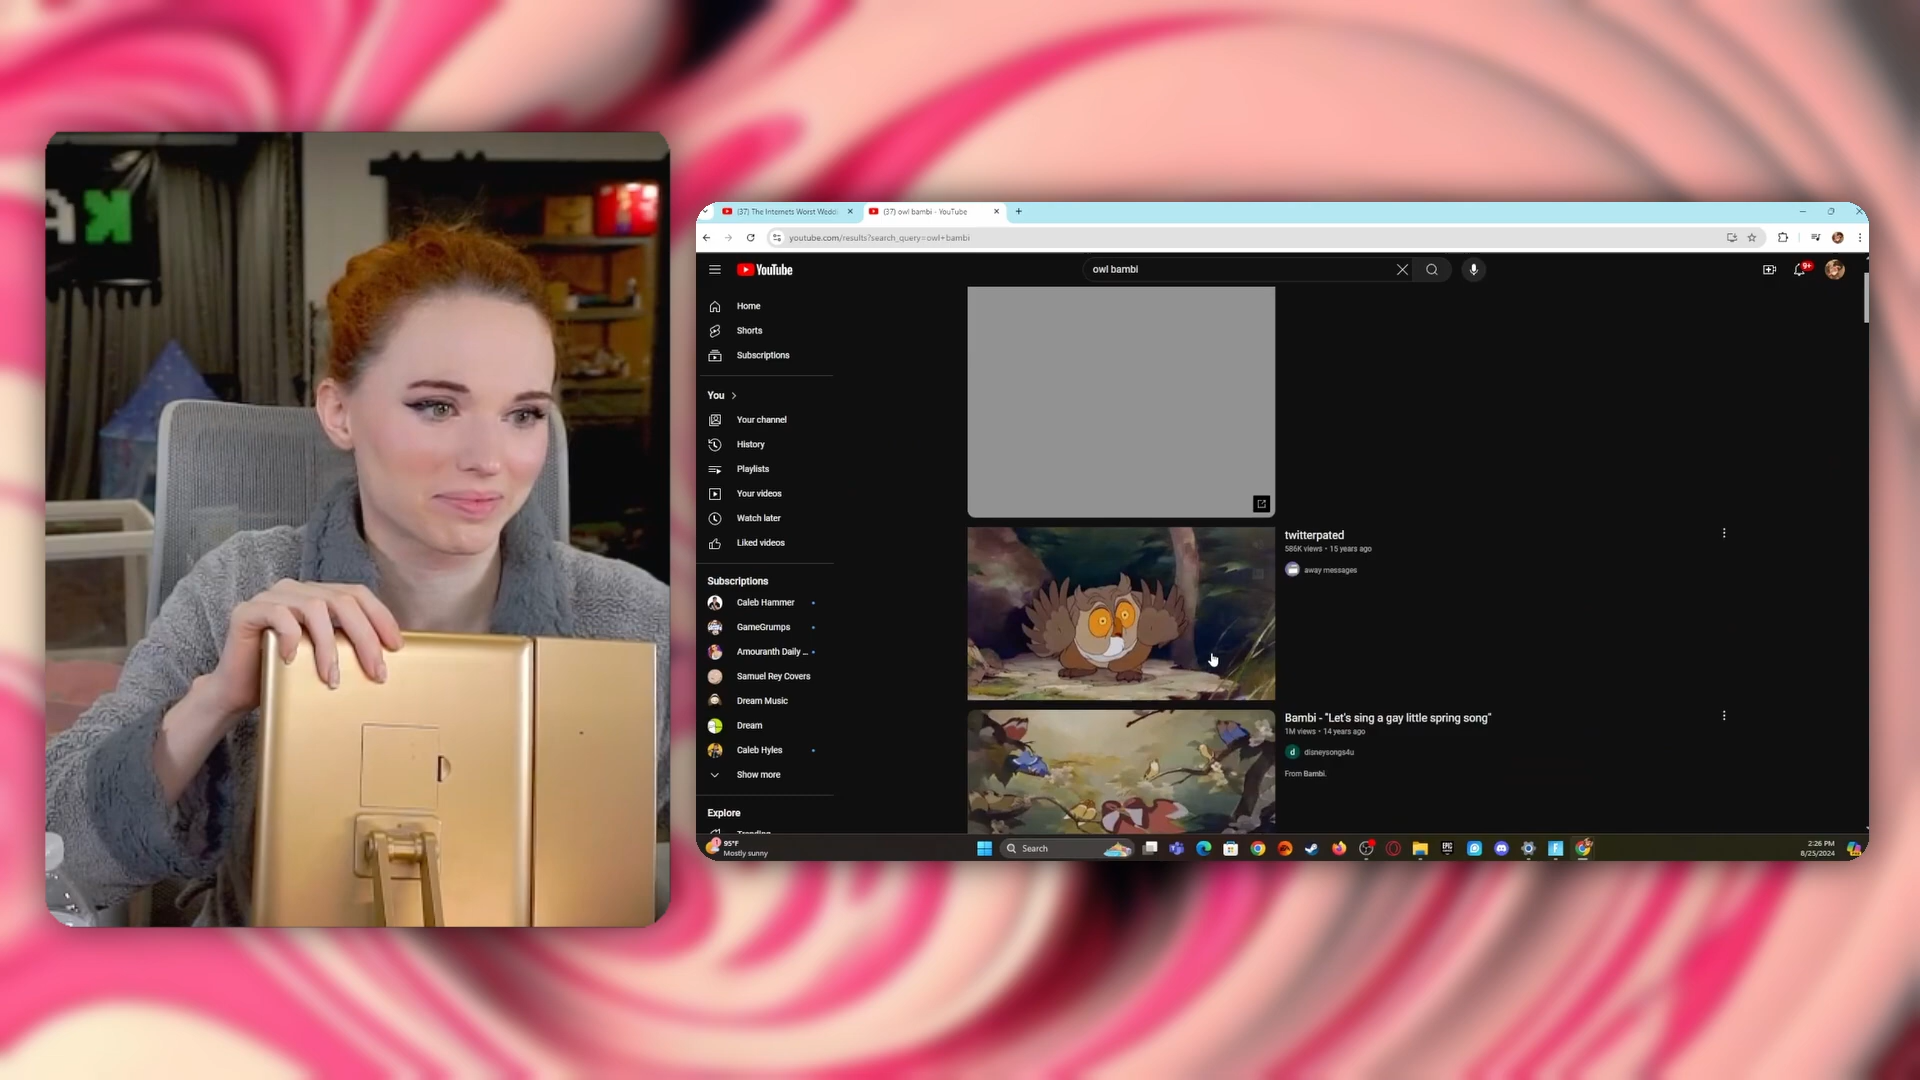 (37) The Internets Worst Wedd
(37) owl bambi - YouTube
youtube.com/results?search_query=owl+bambi
YouTube
owl bambi
9+
Home
Shorts
Subscriptions
You
Your channel
History
Playlists
Your videos
Watch later
Liked videos
Subscriptions
Caleb Hammer
GameGrumps
Amouranth Daily ...
Samuel Rey Covers
Dream Music
Dream
Caleb Hyles
Show more
Explore
Trending
twitterpated
586K views • 15 years ago
away messages
Bambi - "Let's sing a gay little spring song"
1M views • 14 years ago
d disneysongs4u
From Bambi.
95°F
Mostly sunny
Search
EPIC
2:26 PM
8/25/2024